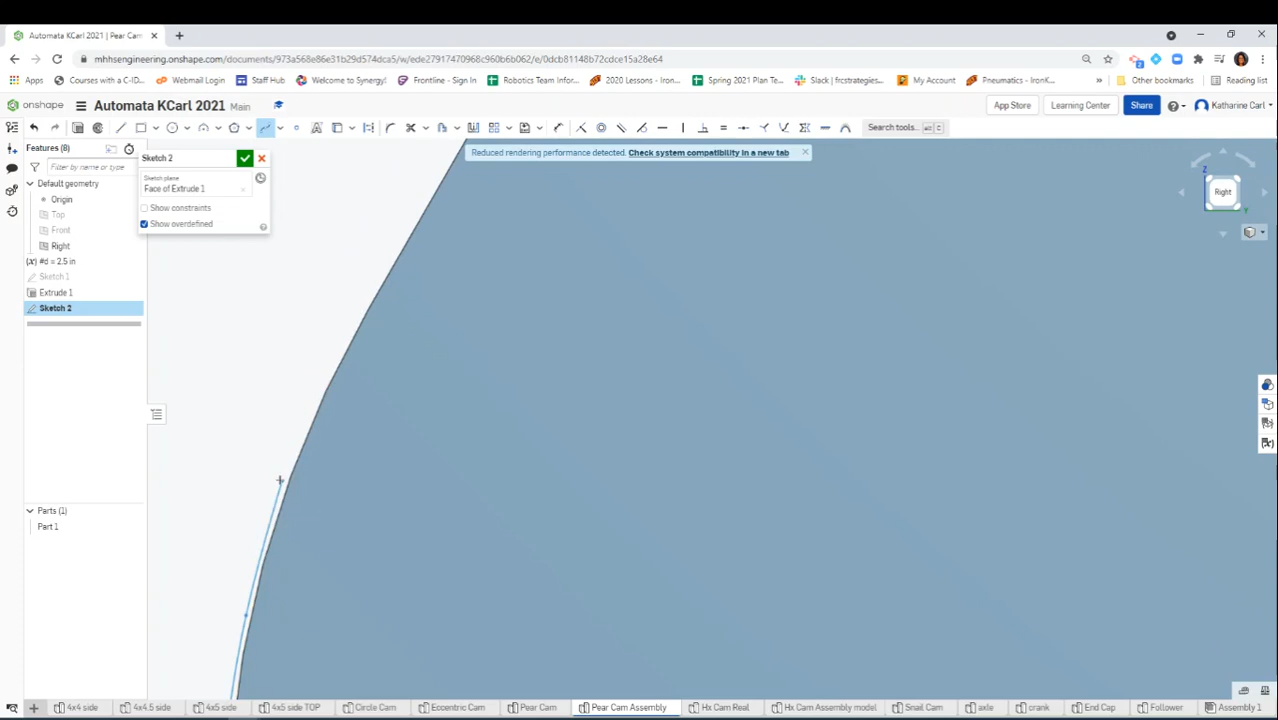 Automata KCarl 2021 | Pear Cam
mhhsengineering.onshape.com/documents/973a568e86e31b29d574dca5/w/ede27917470968c960b6b062/e/0dcb81148b72cdce15a28e64
Apps Courses with a C-ID... Webmail Login Staff Hub Welcome to Synergy! Frontline - Sign In Robotics Team Infor... 2020 Lessons - Iron... Spring 2021 Plan Te... Slack | frcstrategies... My Account Pneumatics - IronK... » Other bookmarks Reading list
onshape Automata KCarl 2021 Main App Store Learning Center Share Katharine Carl
Search tools...
Features (8)
Filter by name or type
Default geometry
Origin
Top
Front
Right
(x) #d = 2.5 in
Sketch 1
Extrude 1
Sketch 2
Sketch 2
Sketch plane
Face of Extrude 1
Show constraints
Show overdefined
Reduced rendering performance detected. Check system compatibility in a new tab
Z
Right
Y
Parts (1)
Part 1
4x4 side 4x4.5 side 4x5 side 4x5 side TOP Circle Cam Eccentric Cam Pear Cam Pear Cam Assembly Hx Cam Real Hx Cam Assembly model Snail Cam axle crank End Cap Follower Assembly 1